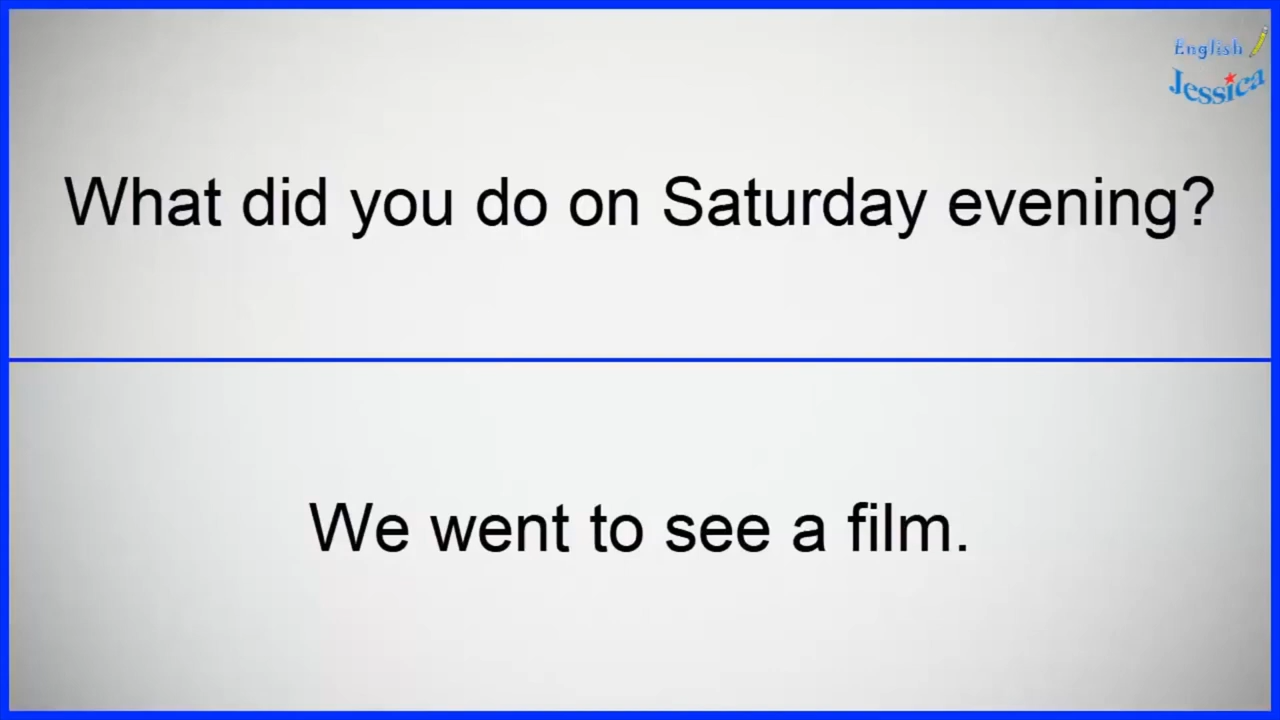 English
Jessica
What did you do on Saturday evening?
We went to see a film.